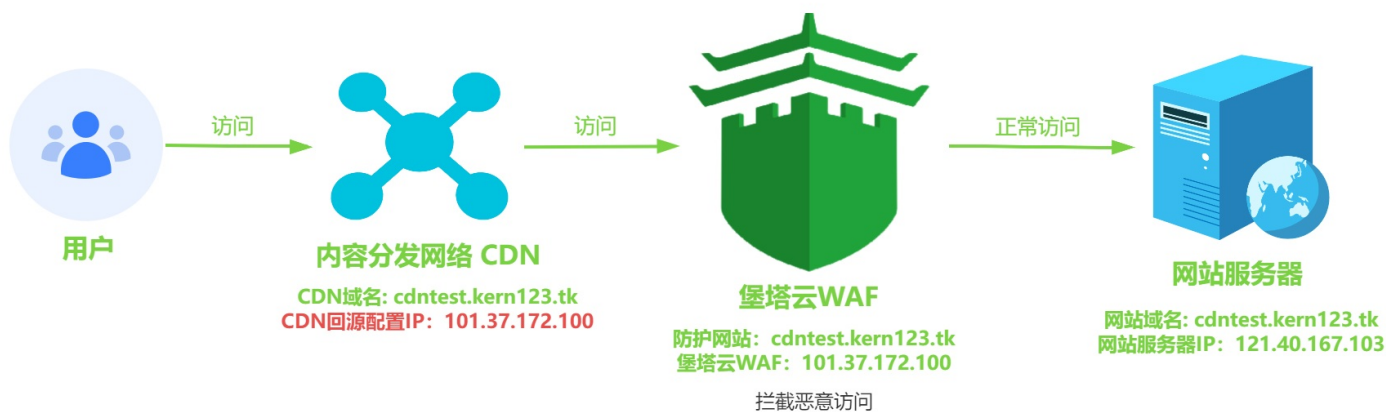 访问
访问
正常访问
用户
内容分发网络 CDN
CDN域名: cdntest.kern123.tk
CDN回源配置IP：101.37.172.100
堡塔云WAF
防护网站：cdntest.kern123.tk
堡塔云WAF：101.37.172.100
拦截恶意访问
网站服务器
网站域名: cdntest.kern123.tk
网站服务器IP：121.40.167.103